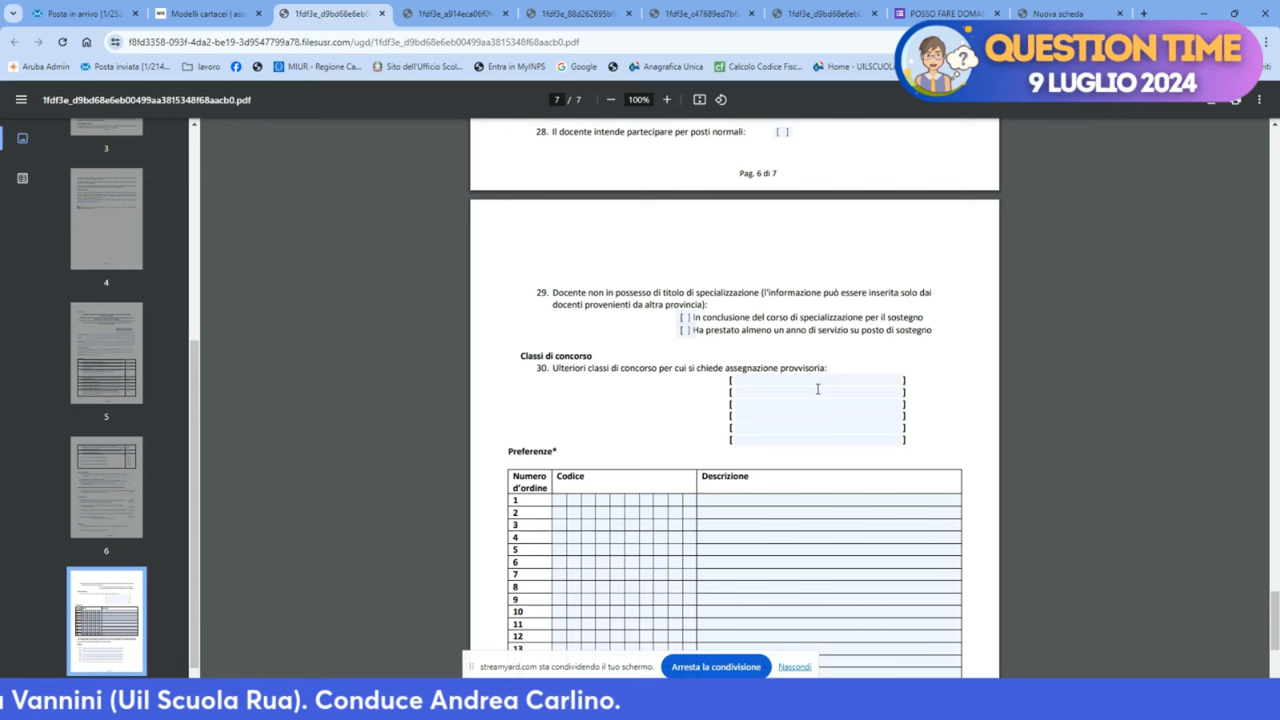 Posta in arrivo [1/252
Modelli cartacei | assu
1fdf3e_d9bd68e6eb0
1fdf3e_a914eca06f06
1fdf3e_88d262695b0
1fdf3e_c47689ed7b6
1fdf3e_d9bd68e6eb0
POSSO FARE DOMAN
Nuova scheda
f8fd3358-093f-4da2-be19-3d9547799a78.filesusr.com/ugd/1fdf3e_d9bd68e6eb00499aa3815348f68aacb0.pdf
QUESTION TIME
9 LUGLIO 2024
Aruba Admin
Posta inviata [1/214...
lavoro
MIUR - Regione Ca...
Sito dell'Ufficio Scol...
Entra in MyINPS
Google
Anagrafica Unica
Calcolo Codice Fisc...
Home - UILSCUOLA
1fdf3e_d9bd68e6eb00499aa3815348f68aacb0.pdf
7 / 7
100%
3
4
5
6
28. Il docente intende partecipare per posti normali: [ ]
Pag. 6 di 7
29. Docente non in possesso di titolo di specializzazione (l'informazione può essere inserita solo dai
docenti provenienti da altra provincia):
[ ] In conclusione del corso di specializzazione per il sostegno
[ ] Ha prestato almeno un anno di servizio su posto di sostegno
Classi di concorso
30. Ulteriori classi di concorso per cui si chiede assegnazione provvisoria:
[ ]
[ ]
[ ]
[ ]
[ ]
[ ]
Preferenze*
Numero d'ordine Codice Descrizione
1
2
3
4
5
6
7
8
9
10
11
12
13
streamyard.com sta condividendo il tuo schermo.
Arresta la condivisione
Nascondi
Vannini (Uil Scuola Rua). Conduce Andrea Carlino.